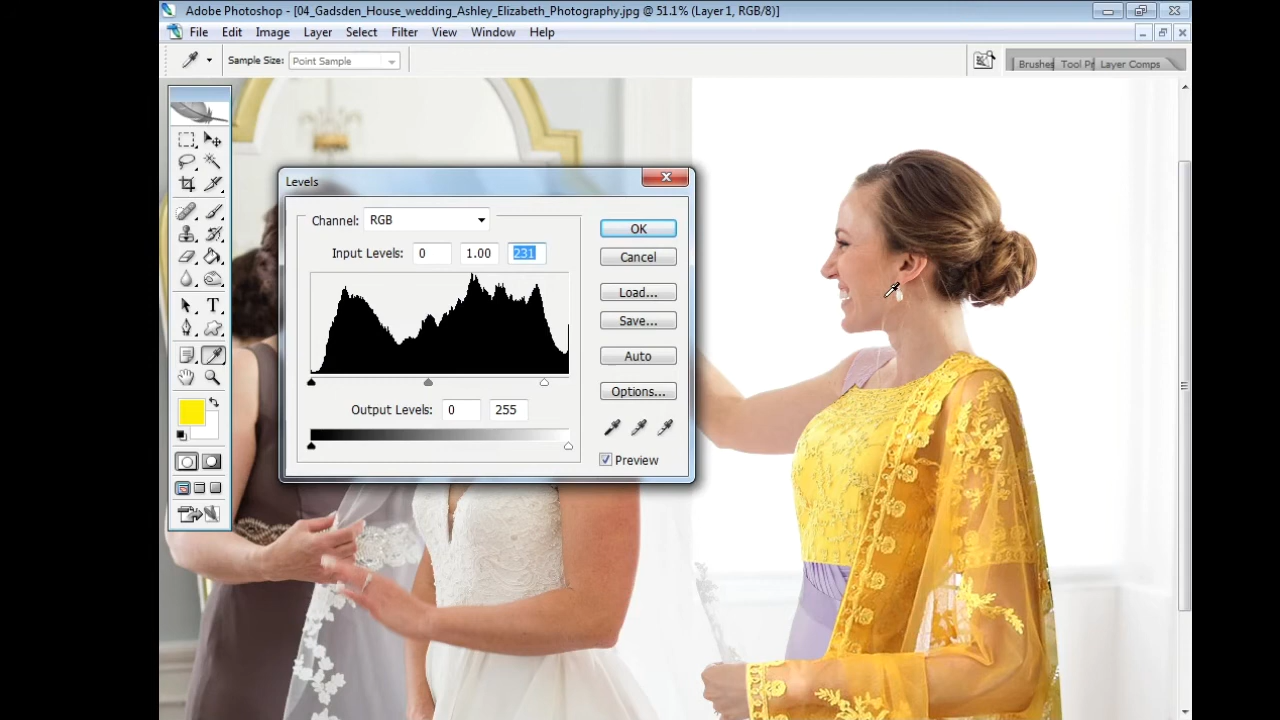 Adobe Photoshop - [04_Gadsden_House_wedding_Ashley_Elizabeth_Photography.jpg @ 51.1% (Layer 1, RGB/8)]
File Edit Image Layer Select Filter View Window Help
Sample Size: Point Sample
Brushes Tool Pr Layer Comps
Levels
Channel: RGB
Input Levels: 0 1.00 231
Output Levels: 0 255
OK
Cancel
Load...
Save...
Auto
Options...
Preview
T